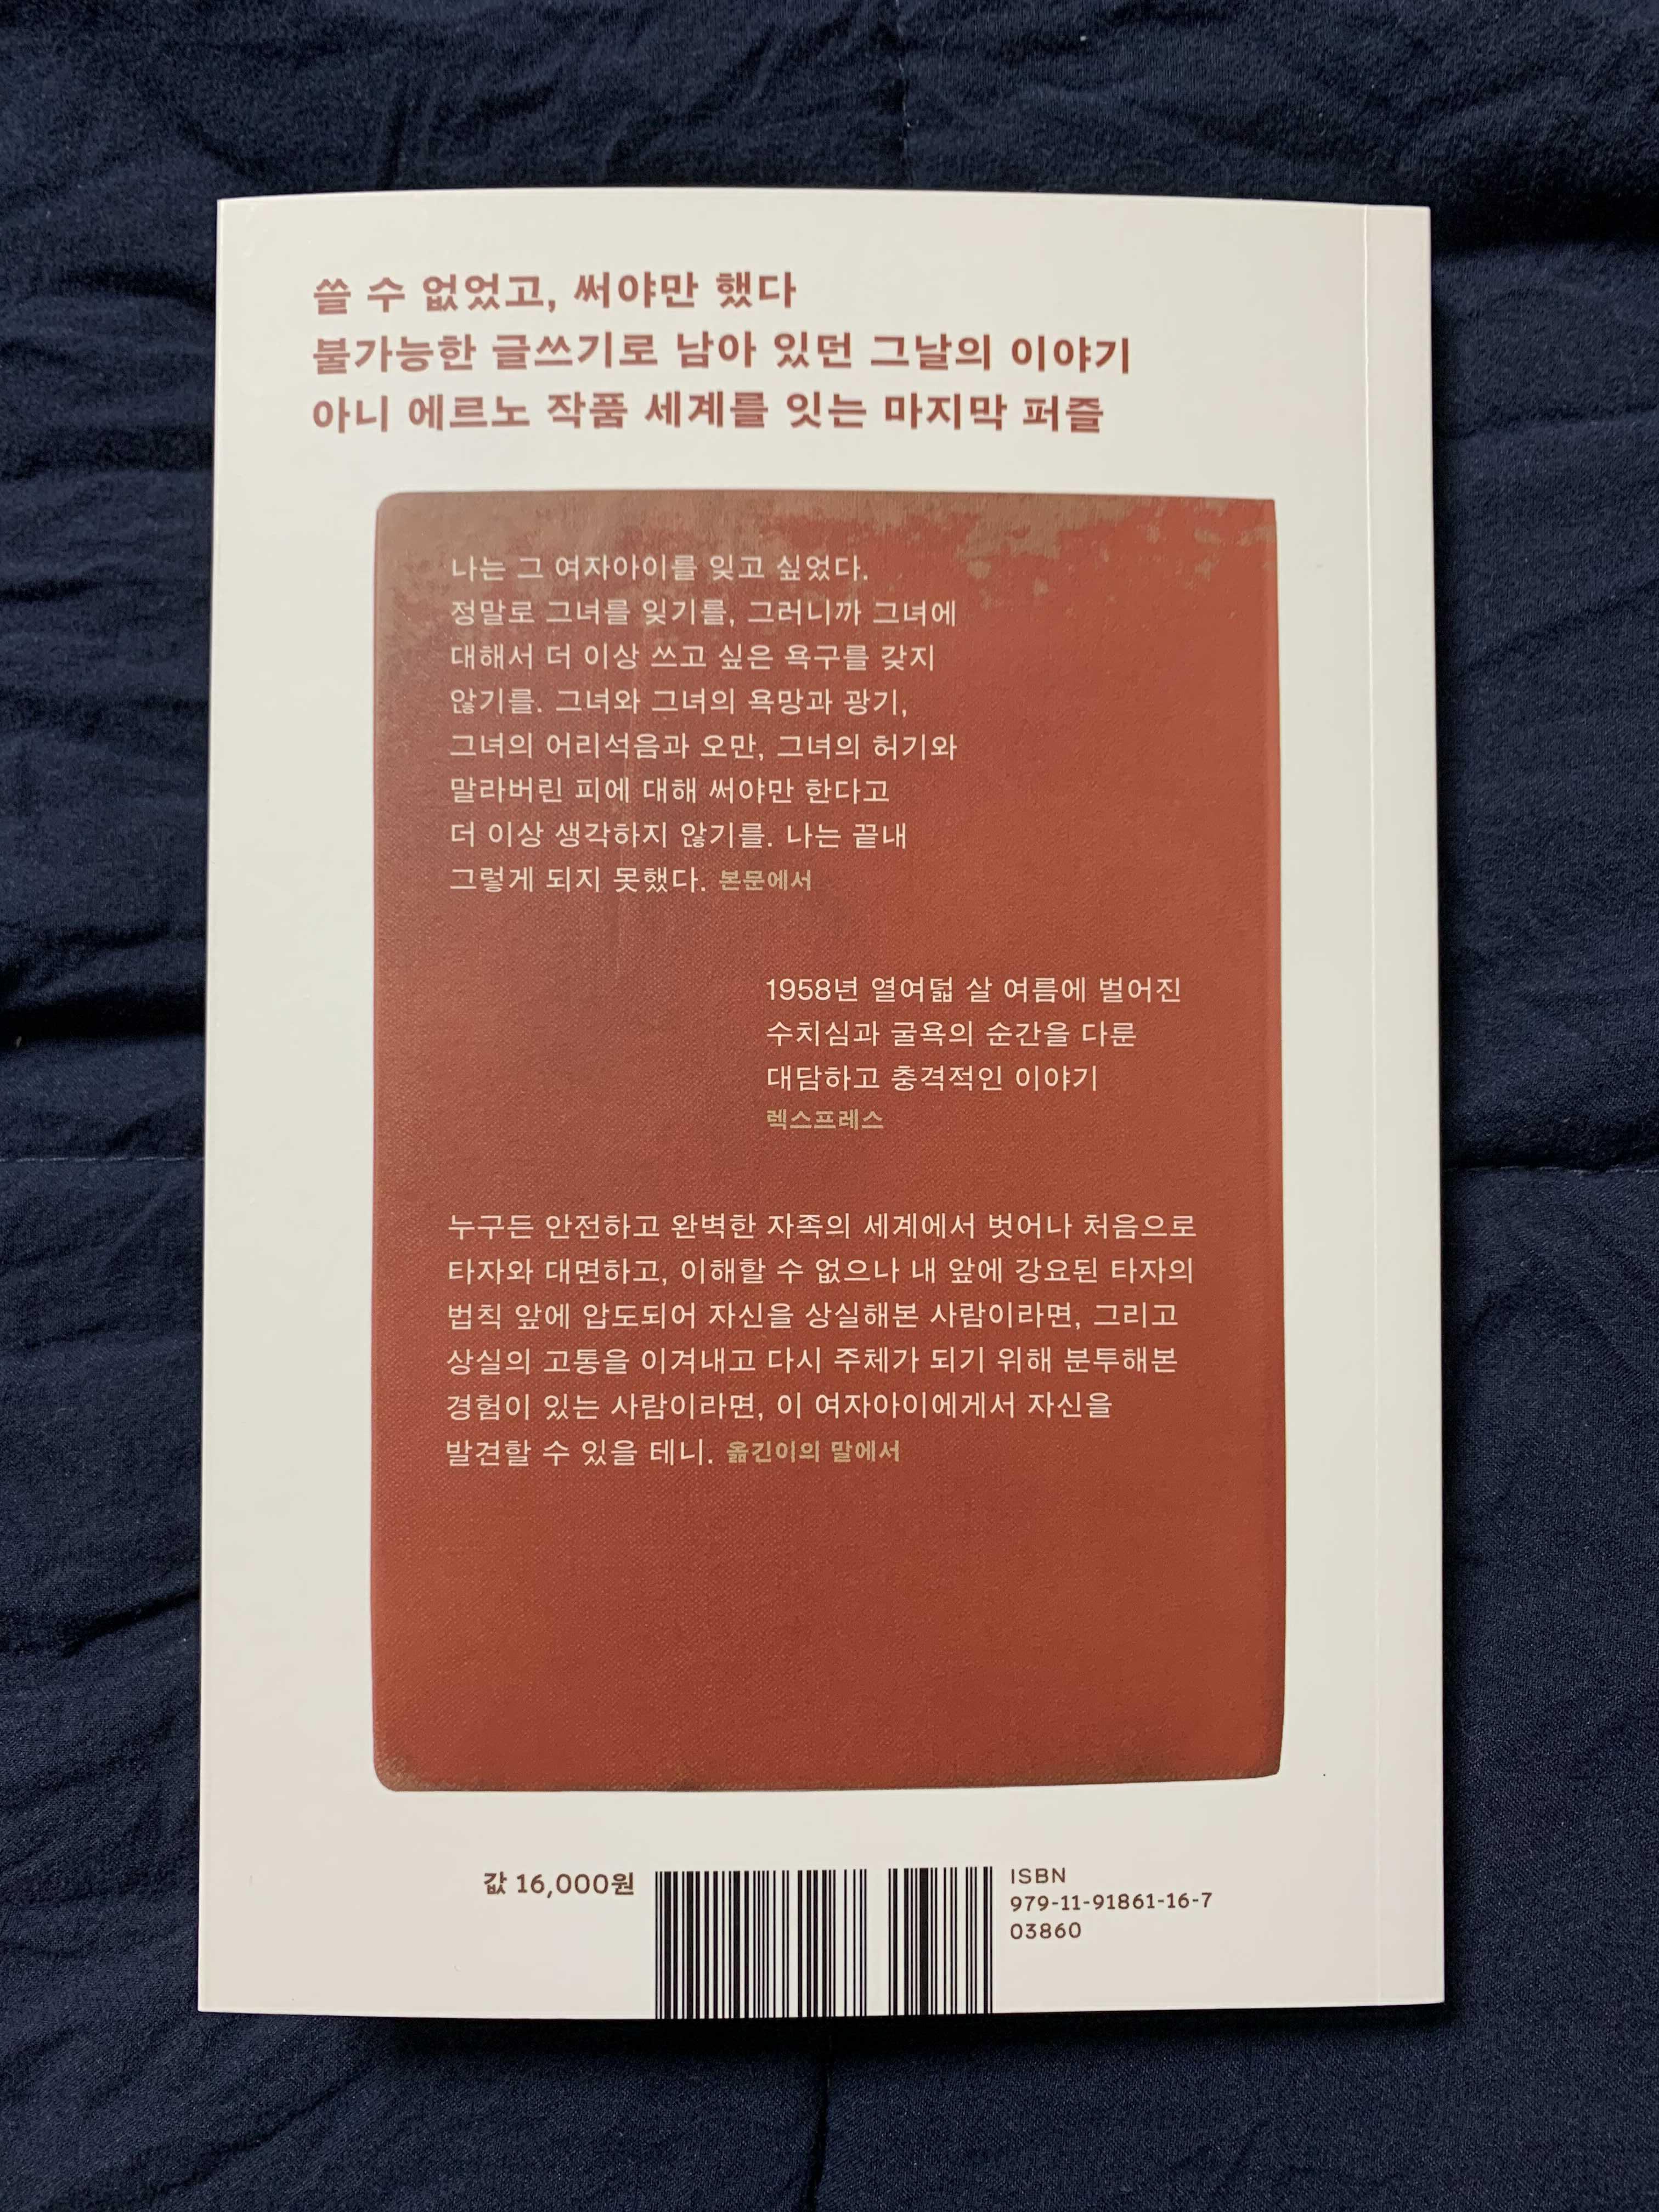 쓸 수 없었고, 써야만 했다
불가능한 글쓰기로 남아 있던 그날의 이야기
아니 에르노 작품 세계를 잇는 마지막 퍼즐
나는 그 여자아이를 잊고 싶었다.
정말로 그녀를 잊기를, 그러니까 그녀에
대해서 더 이상 쓰고 싶은 욕구를 갖지
않기를. 그녀와 그녀의 욕망과 광기,
그녀의 어리석음과 오만, 그녀의 허기와
말라버린 피에 대해 써야만 한다고
더 이상 생각하지 않기를. 나는 끝내
그렇게 되지 못했다. 본문에서
1958년 열여덟 살 여름에 벌어진
수치심과 굴욕의 순간을 다룬
대담하고 충격적인 이야기
렉스프레스
누구든 안전하고 완벽한 자족의 세계에서 벗어나 처음으로
타자와 대면하고, 이해할 수 없으나 내 앞에 강요된 타자의
법칙 앞에 압도되어 자신을 상실해본 사람이라면, 그리고
상실의 고통을 이겨내고 다시 주체가 되기 위해 분투해본
경험이 있는 사람이라면, 이 여자아이에게서 자신을
발견할 수 있을 테니. 옮긴이의 말에서
값 16,000원
ISBN
979-11-91861-16-7
03860